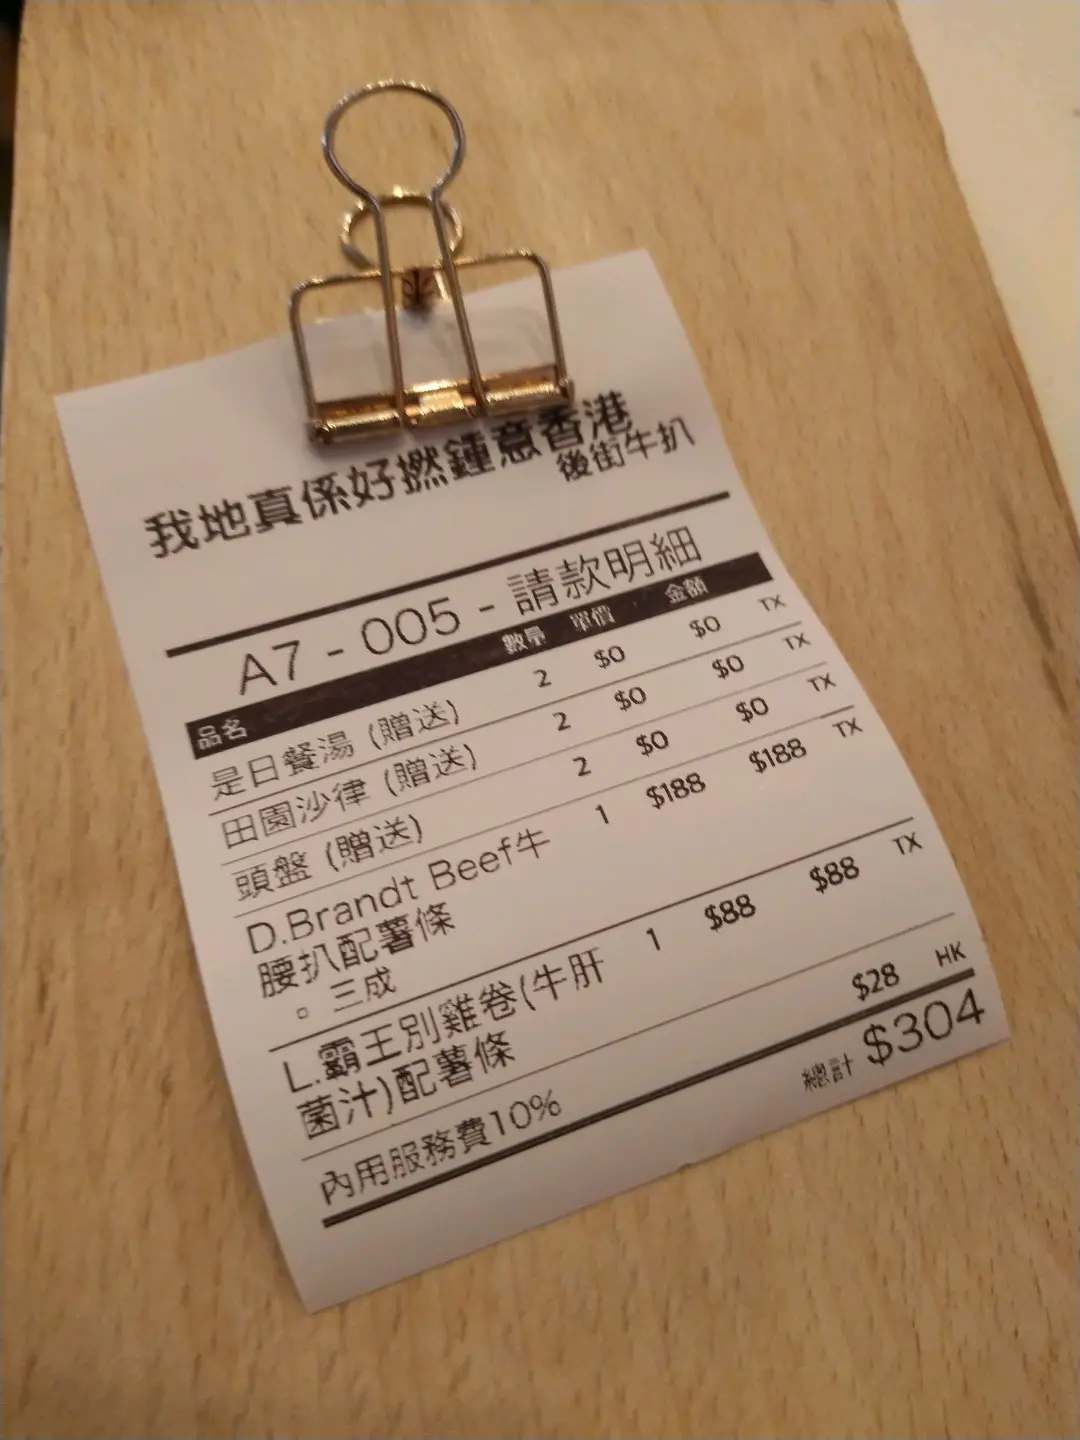 我地真係好撚鍾意香港
後街牛扒
A7 - 005 - 請款明細
品名 數量 單價 金額
是日餐湯 (贈送) 2 $0 $0 TX
田園沙律 (贈送) 2 $0 $0 TX
頭盤 (贈送) 2 $0 $0 TX
D.Brandt Beef牛 1 $188 $188 TX
腰扒配薯條
。三成
L.霸王別雞卷(牛肝 1 $88 $88 TX
菌汁)配薯條
內用服務費10% $28 HK
總計 $304